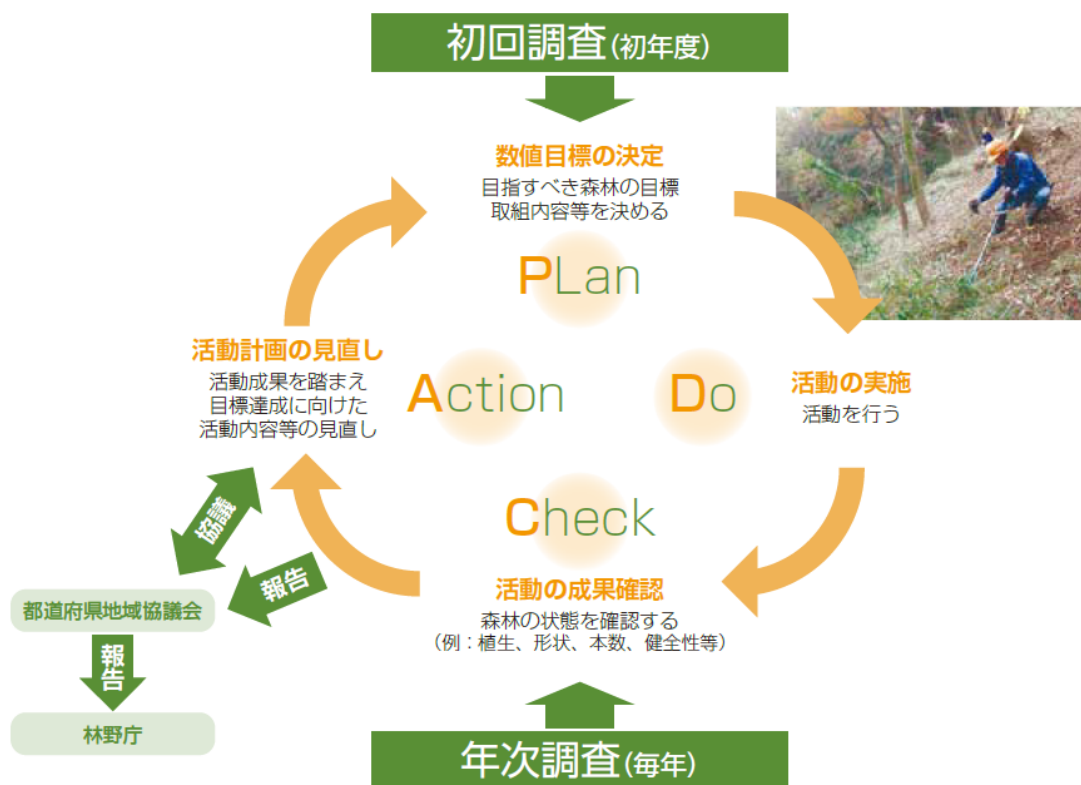 初回調査(初年度)
数値目標の決定
目指すべき森林の目標
取組内容等を決める
PLan
活動の実施
活動を行う
Do
Check
活動の成果確認
森林の状態を確認する
(例:植生、形状、本数、健全性等)
年次調査(毎年)
活動計画の見直し
活動成果を踏まえ
目標達成に向けた
活動内容等の見直し
Action
協議
報告
都道府県地域協議会
報告
林野庁